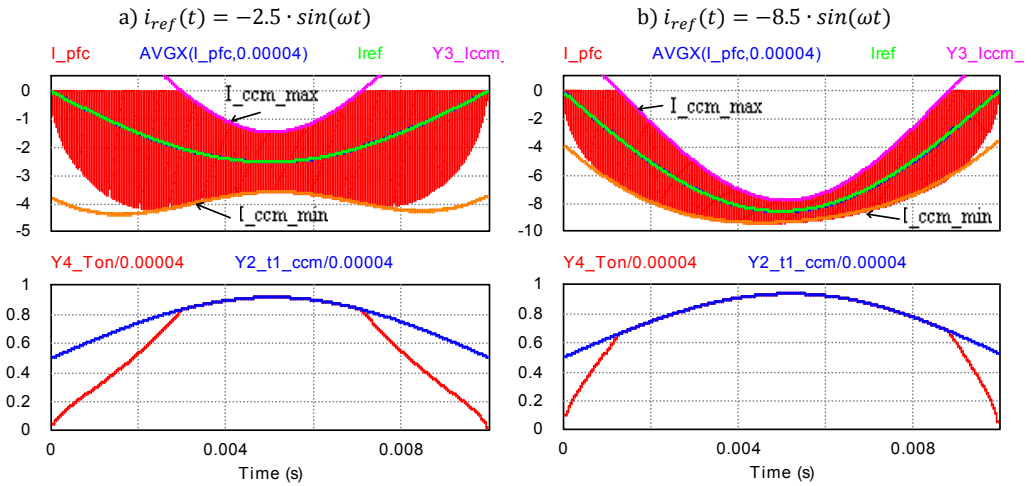 a) i_ref(t) = −2.5 · sin(ωt)
b) i_ref(t) = −8.5 · sin(ωt)
I_pfc AVGX(I_pfc,0.00004) Iref Y3_Iccm_
0
-1
-2
-3
-4
-5
I_ccm_max
I_ccm_min
I_pfc AVGX(I_pfc,0.00004) Iref Y3_Iccm_
0
-2
-4
-6
-8
-10
I_ccm_max
I_ccm_min
Y4_Ton/0.00004 Y2_t1_ccm/0.00004
1
0.8
0.6
0.4
0.2
0
0 0.004 0.008
Time (s)
Y4_Ton/0.00004 Y2_t1_ccm/0.00004
1
0.8
0.6
0.4
0.2
0
0 0.004 0.008
Time (s)